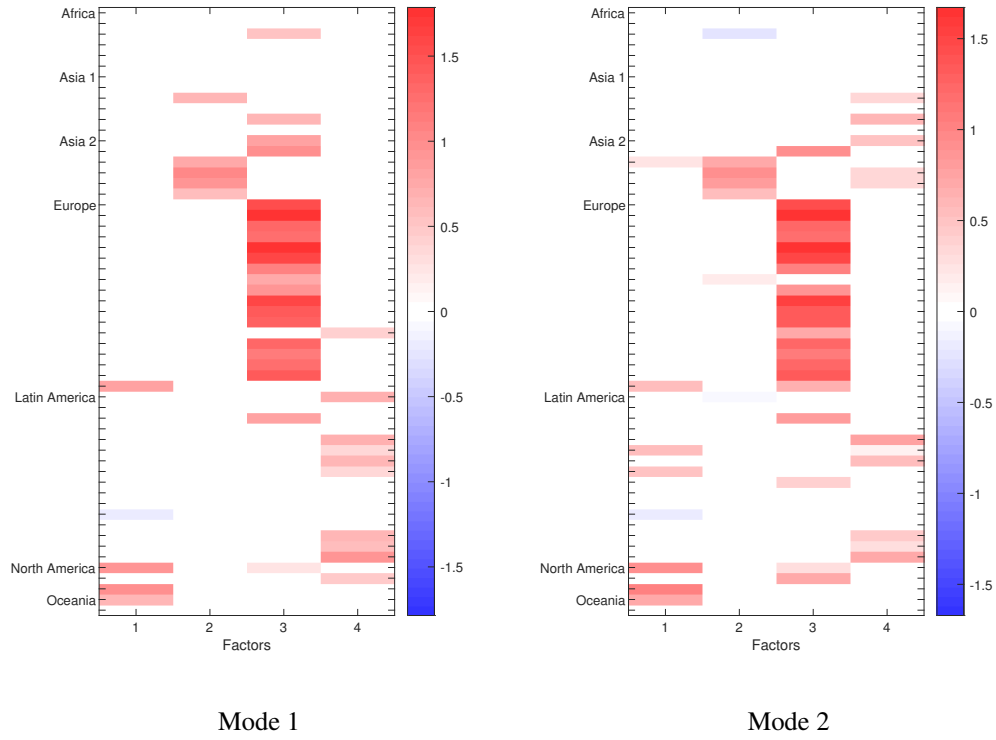 Africa
Asia 1
Asia 2
Europe
Latin America
North America
Oceania
1 2 3 4
Factors
1.5
1
0.5
0
-0.5
-1
-1.5
Mode 1
Africa
Asia 1
Asia 2
Europe
Latin America
North America
Oceania
1 2 3 4
Factors
1.5
1
0.5
0
-0.5
-1
-1.5
Mode 2